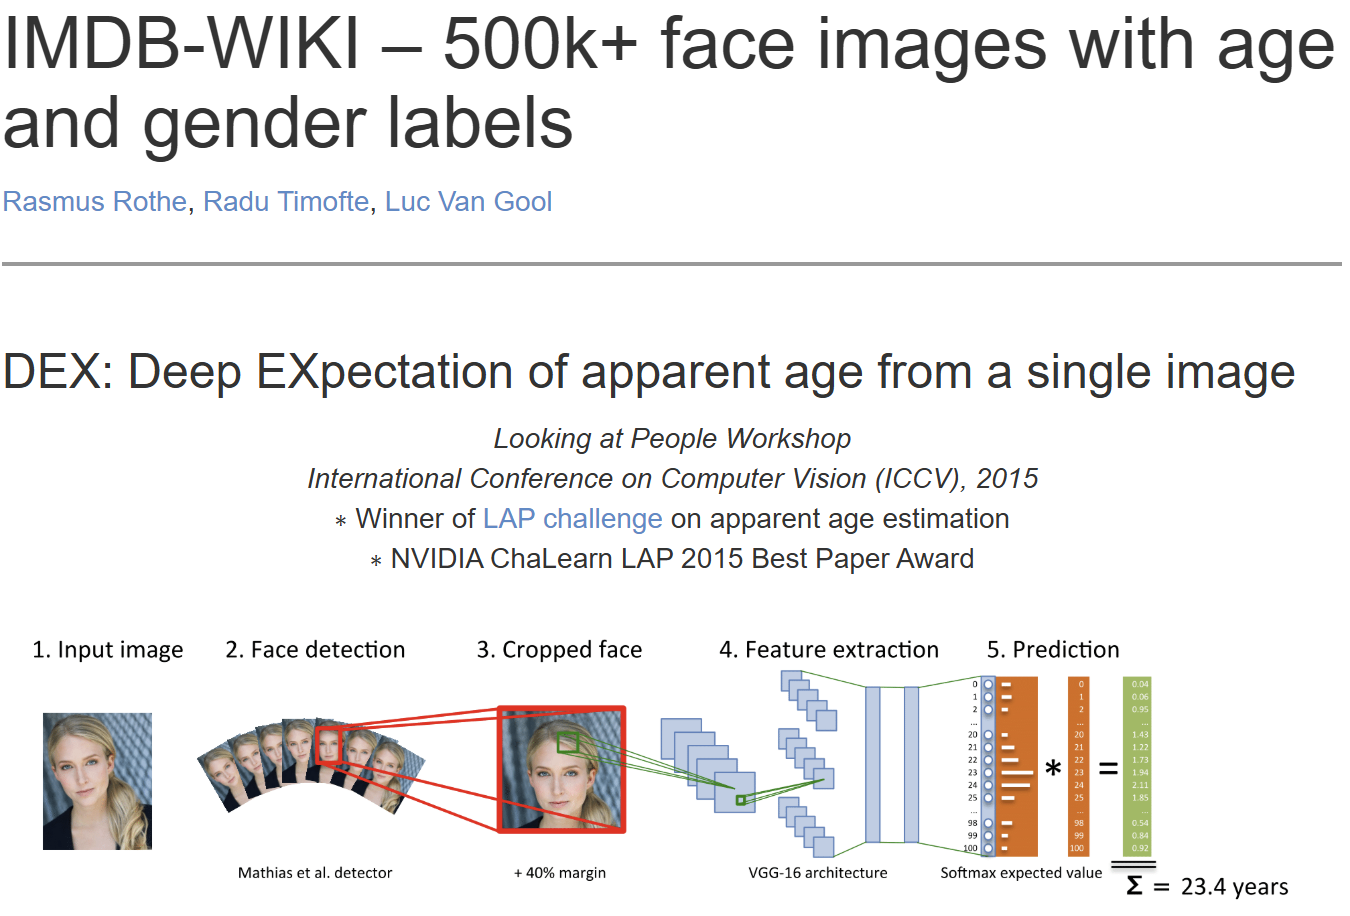 IMDB-WIKI – 500k+ face images with age
and gender labels
Rasmus Rothe, Radu Timofte, Luc Van Gool
DEX: Deep EXpectation of apparent age from a single image
Looking at People Workshop
International Conference on Computer Vision (ICCV), 2015
* Winner of LAP challenge on apparent age estimation
* NVIDIA ChaLearn LAP 2015 Best Paper Award
1. Input image
2. Face detection
3. Cropped face
4. Feature extraction
5. Prediction
0 0 0.04
1 1 0.06
2 2 0.95
... ... ...
20 20 1.43
21 21 1.22
22 22 1.73
23 * 23 = 1.94
24 24 2.11
25 25 1.85
... ... ...
98 98 0.54
99 99 0.84
100 100 0.92
Mathias et al. detector
+ 40% margin
VGG-16 architecture
Softmax expected value
Σ = 23.4 years